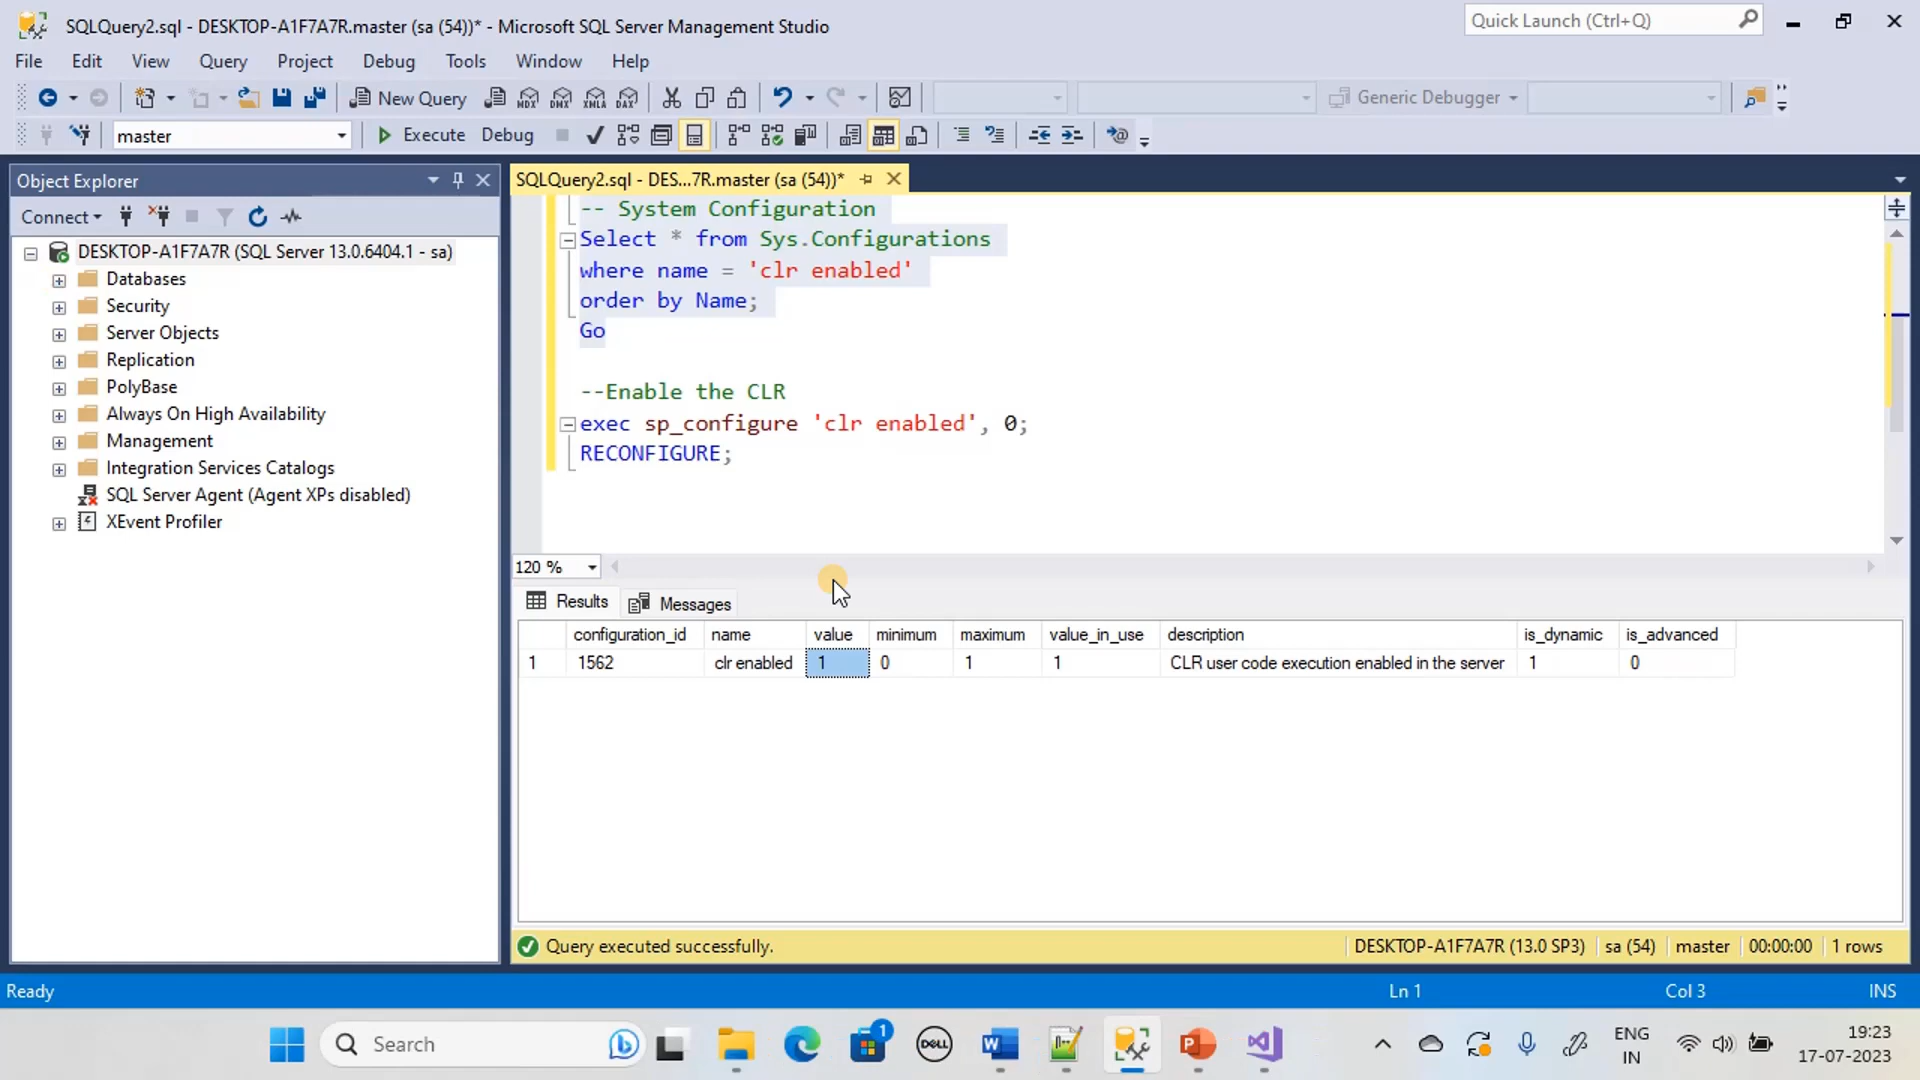 SQLQuery2.sql - DESKTOP-A1F7A7R.master (sa (54))* - Microsoft SQL Server Management Studio
Quick Launch (Ctrl+Q)
File Edit View Query Project Debug Tools Window Help
New Query MDX DMX XMLA DAX Generic Debugger
master Execute Debug
Object Explorer
Connect
DESKTOP-A1F7A7R (SQL Server 13.0.6404.1 - sa)
Databases
Security
Server Objects
Replication
PolyBase
Always On High Availability
Management
Integration Services Catalogs
SQL Server Agent (Agent XPs disabled)
XEvent Profiler
SQLQuery2.sql - DES...7R.master (sa (54))*
-- System Configuration
Select * from Sys.Configurations
where name = 'clr enabled'
order by Name;
Go
--Enable the CLR
exec sp_configure 'clr enabled', 0;
RECONFIGURE;
120 %
Results Messages
configuration_id name value minimum maximum value_in_use description is_dynamic is_advanced
1 1562 clr enabled 1 0 1 1 CLR user code execution enabled in the server 1 0
Query executed successfully. DESKTOP-A1F7A7R (13.0 SP3) sa (54) master 00:00:00 1 rows
Ready Ln 1 Col 3 INS
Search 1 DELL W P ENG IN 19:23 17-07-2023